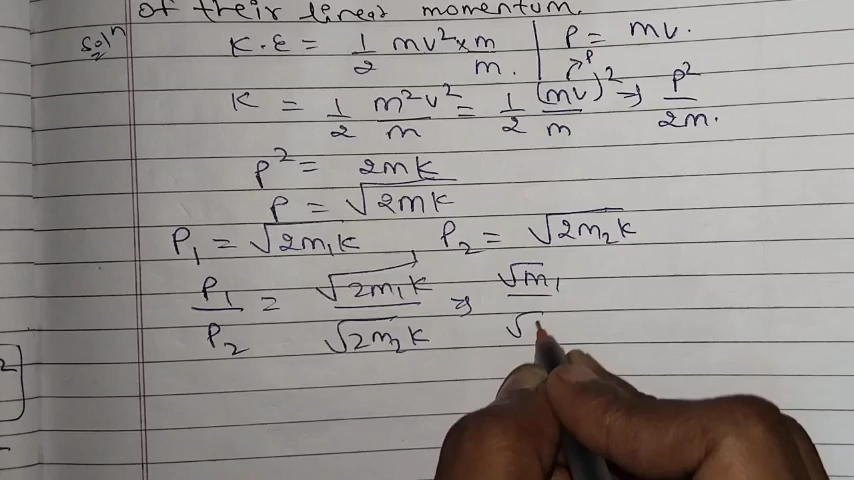 of their linear momentum.
Solⁿ K.E = 1/2 mv² × m/m. | P = mv.
K = 1/2 m²v²/m = 1/2 (mv)²/m ⇒ P²/2m.
P
P² = 2mK
P = √2mK
P₁ = √2m₁K P₂ = √2m₂K
P₁/P₂ = √2m₁K/√2m₂K ⇒ √m₁/√
2